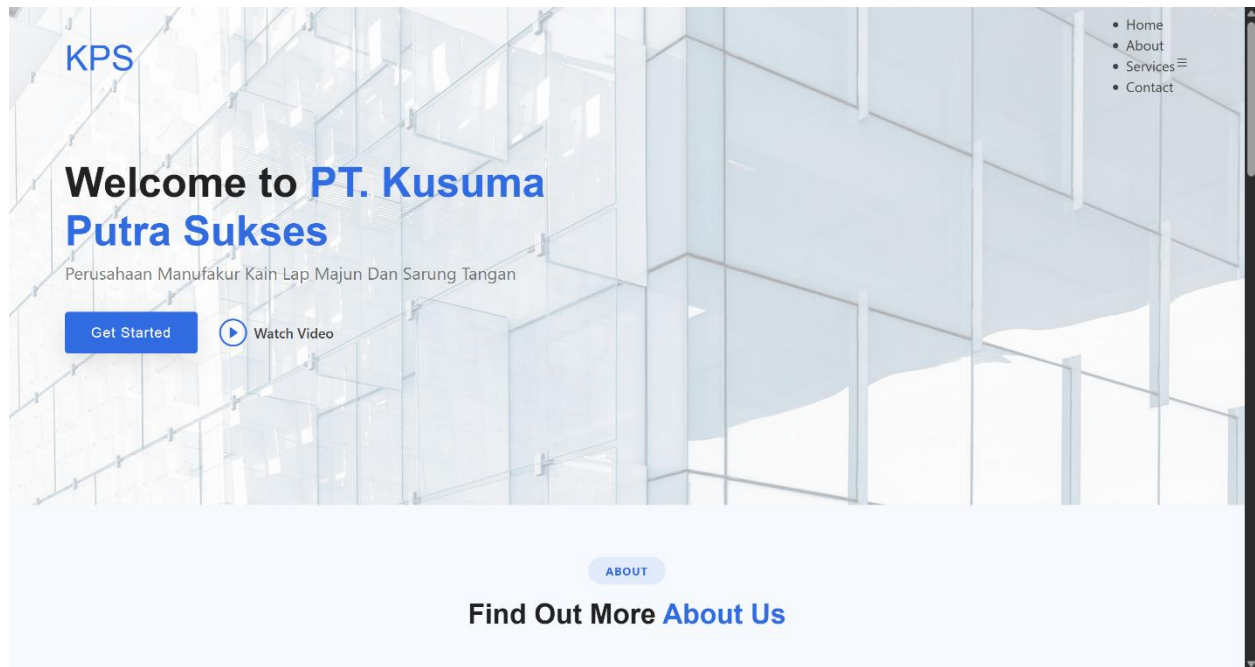 KPS
Home
About
Services
Contact
Welcome to PT. Kusuma
Putra Sukses
Perusahaan Manufakur Kain Lap Majun Dan Sarung Tangan
Get Started
Watch Video
ABOUT
Find Out More About Us